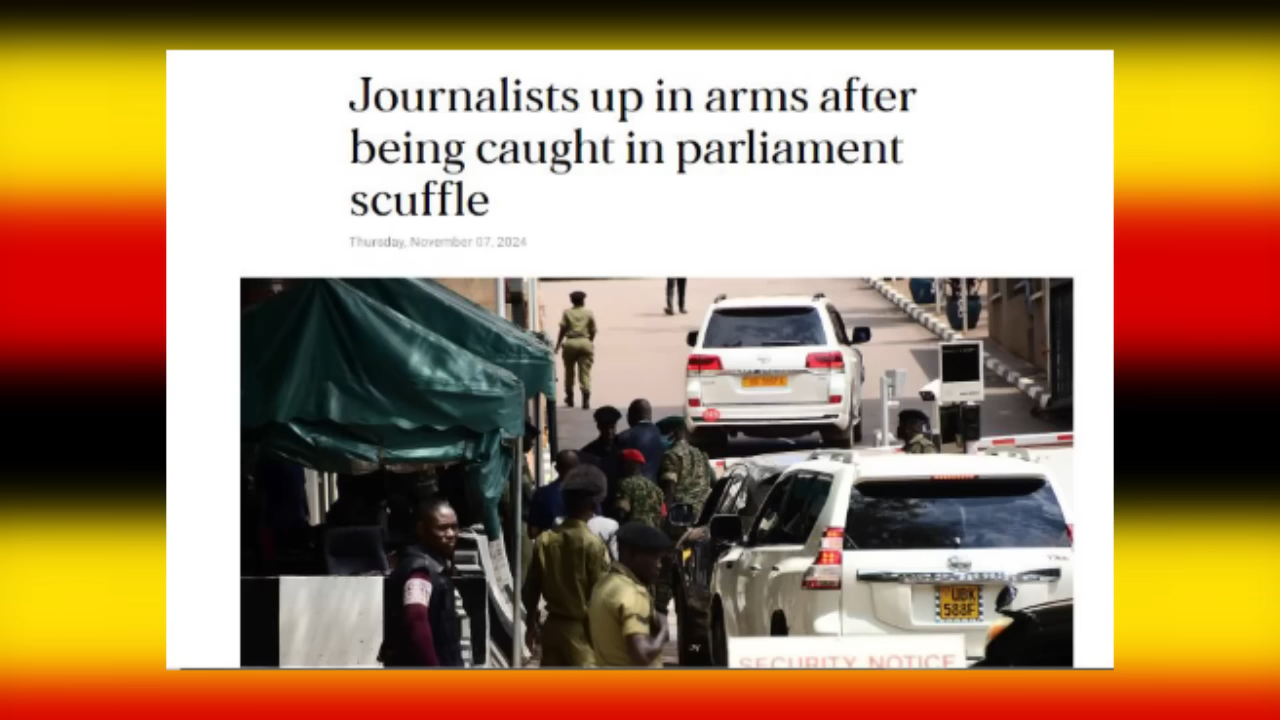 Journalists up in arms after
being caught in parliament
scuffle
Thursday, November 07, 2024
UBK
588F
SECURITY NOTICE